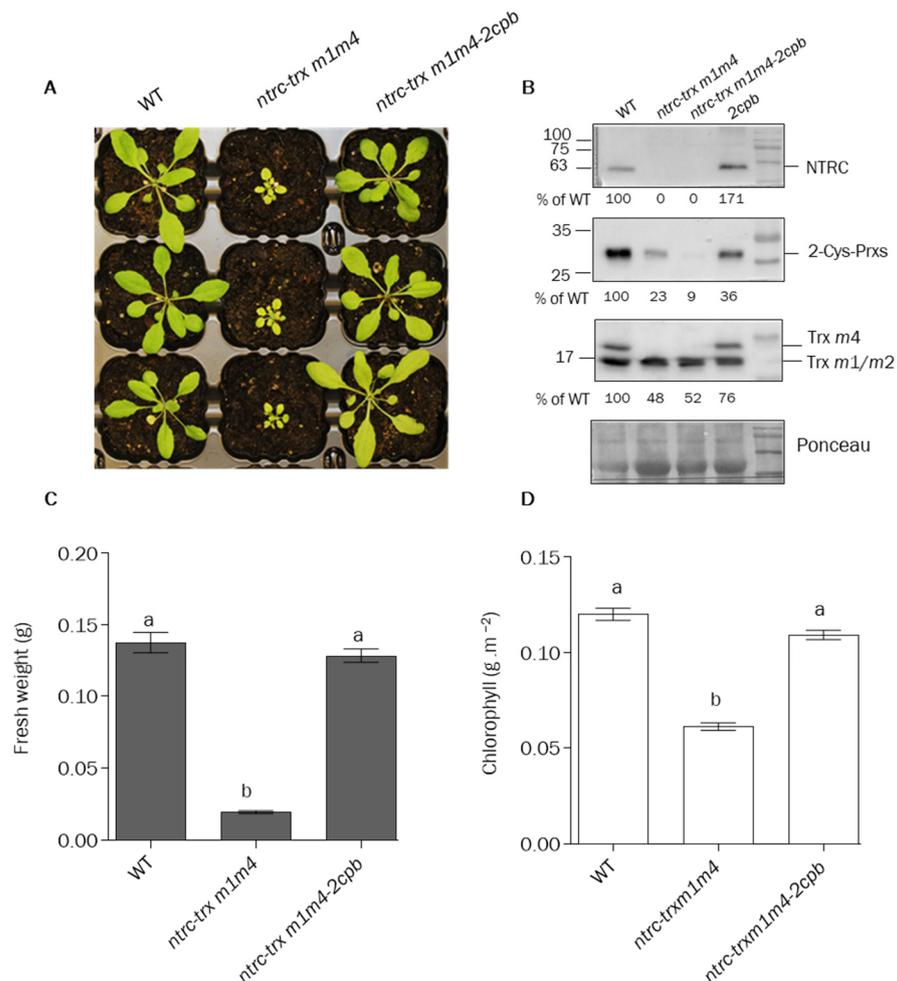 A
WT
ntrc-trx m1m4
ntrc-trx m1m4-2cpb
B
WT
ntrc-trx m1m4
ntrc-trx m1m4-2cpb
2cpb
100
75
63
NTRC
% of WT 100 0 0 171
35
2-Cys-Prxs
25
% of WT 100 23 9 36
Trx m4
17
Trx m1/m2
% of WT 100 48 52 76
Ponceau
C
Fresh weight (g)
0.20
0.15
0.10
0.05
0.00
a
b
a
WT
ntrc-trx m1m4
ntrc-trx m1m4-2cpb
D
Chlorophyll (g .m⁻²)
0.15
0.10
0.05
0.00
a
b
a
WT
ntrc-trxm1m4
ntrc-trxm1m4-2cpb